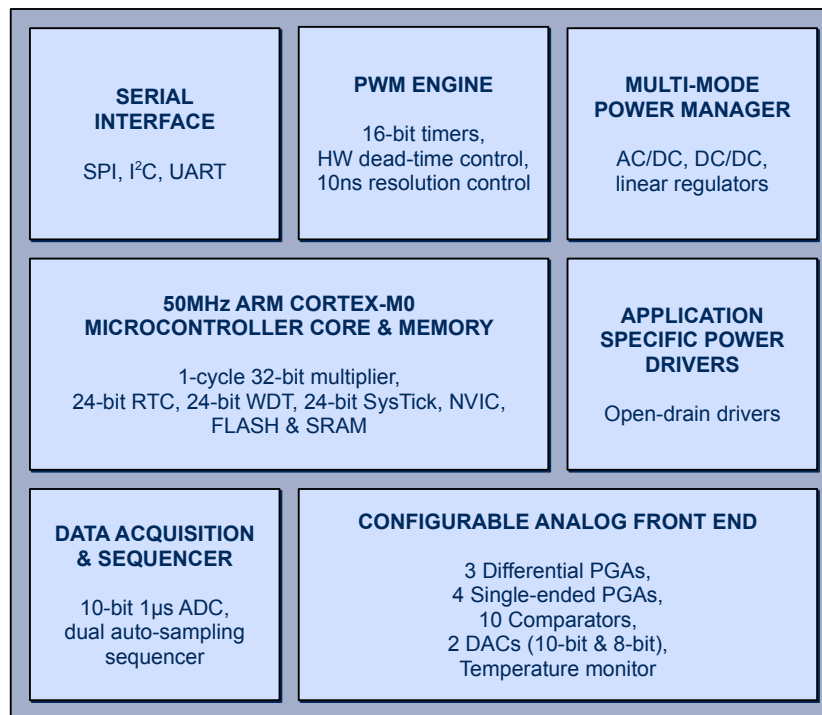 SERIAL
INTERFACE
SPI, I²C, UART
PWM ENGINE
16-bit timers,
HW dead-time control,
10ns resolution control
MULTI-MODE
POWER MANAGER
AC/DC, DC/DC,
linear regulators
50MHz ARM CORTEX-M0
MICROCONTROLLER CORE & MEMORY
1-cycle 32-bit multiplier,
24-bit RTC, 24-bit WDT, 24-bit SysTick, NVIC,
FLASH & SRAM
APPLICATION
SPECIFIC POWER
DRIVERS
Open-drain drivers
DATA ACQUISITION
& SEQUENCER
10-bit 1µs ADC,
dual auto-sampling
sequencer
CONFIGURABLE ANALOG FRONT END
3 Differential PGAs,
4 Single-ended PGAs,
10 Comparators,
2 DACs (10-bit & 8-bit),
Temperature monitor